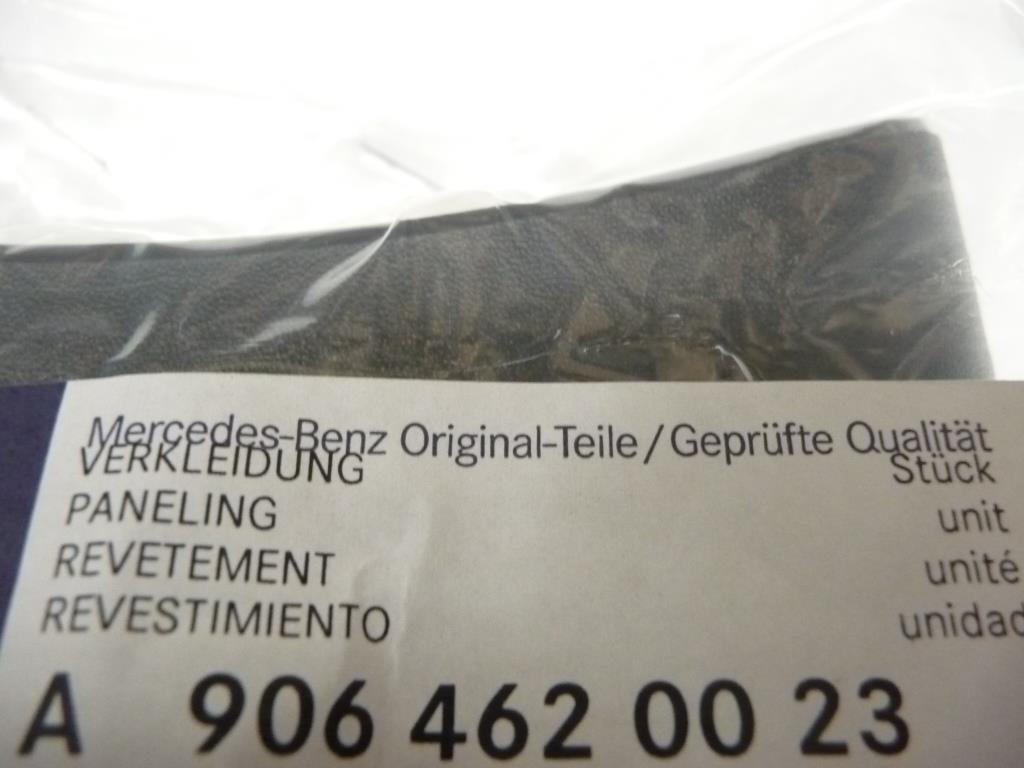 Mercedes-Benz Original-Teile/Geprüfte Qualität
VERKLEIDUNG Stück
PANELING unit
REVETEMENT unité
REVESTIMIENTO unidad
A 906 462 00 23